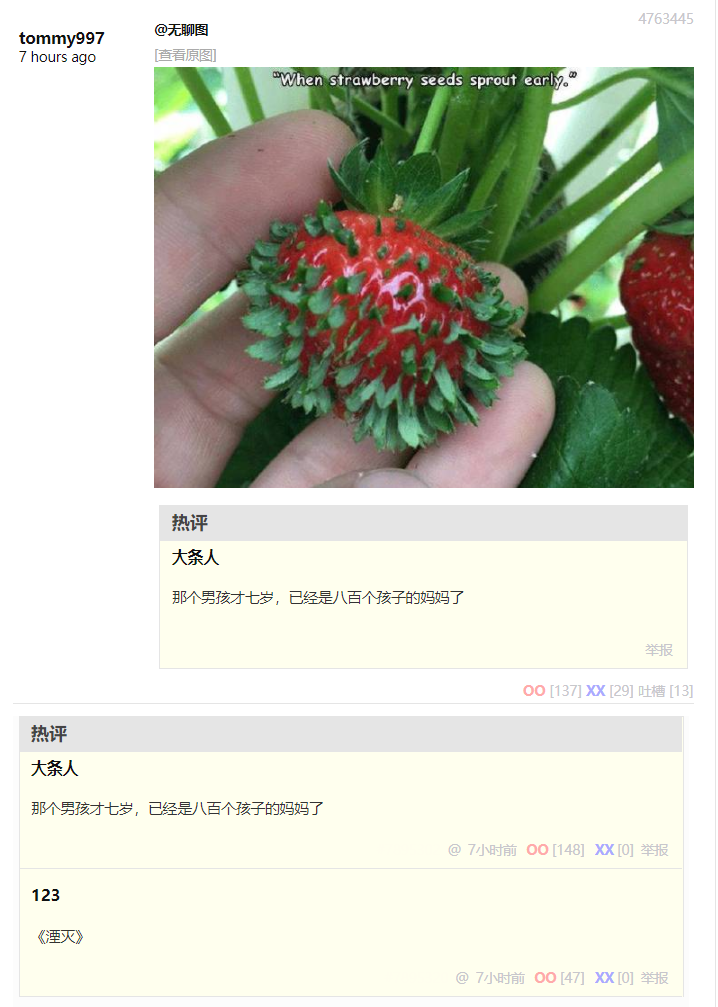 4763445
tommy997
7 hours ago
@无聊图
[查看原图]
“When strawberry seeds sprout early.”
热评
大条人
那个男孩才七岁，已经是八百个孩子的妈妈了
举报
OO [137] XX [29] 吐槽 [13]
热评
大条人
那个男孩才七岁，已经是八百个孩子的妈妈了
@ 7小时前 OO [148] XX [0] 举报
123
《湮灭》
@ 7小时前 OO [47] XX [0] 举报